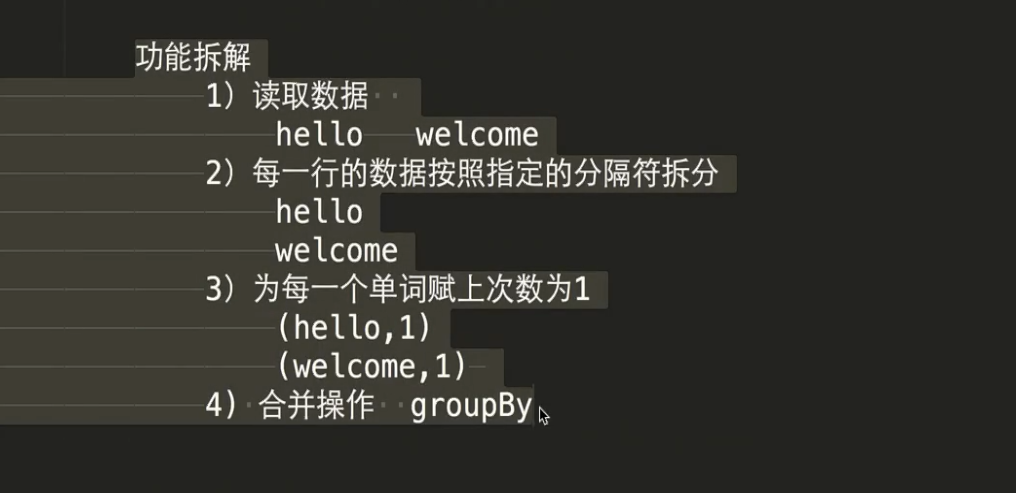 功能拆解
1) 读取数据
hello welcome
2) 每一行的数据按照指定的分隔符拆分
hello
welcome
3) 为每一个单词赋上次数为1
(hello,1)
(welcome,1)
4) 合并操作 groupBy